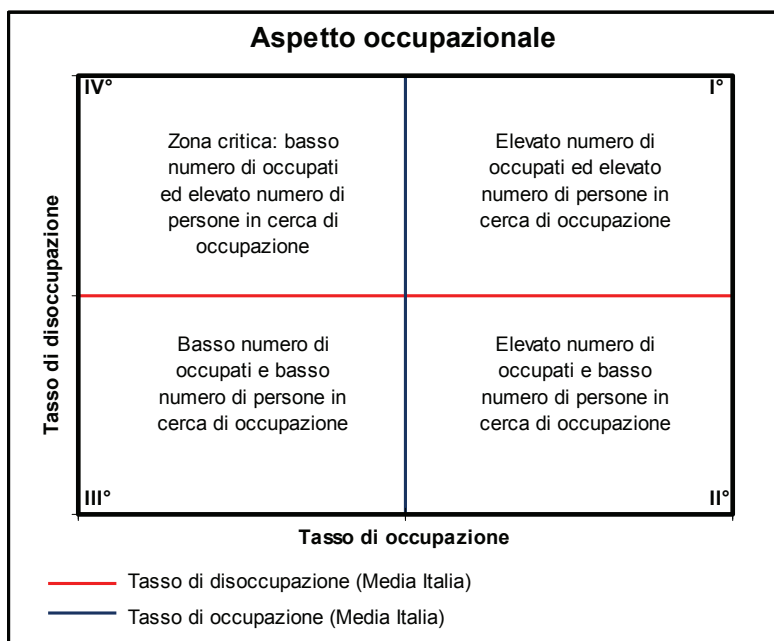 Aspetto occupazionale
IV°
I°
Zona critica: basso
numero di occupati
ed elevato numero di
persone in cerca di
occupazione
Elevato numero di
occupati ed elevato
numero di persone in
cerca di occupazione
Tasso di disoccupazione
Basso numero di
occupati e basso
numero di persone in
cerca di occupazione
Elevato numero di
occupati e basso
numero di persone in
cerca di occupazione
III°
II°
Tasso di occupazione
Tasso di disoccupazione (Media Italia)
Tasso di occupazione (Media Italia)